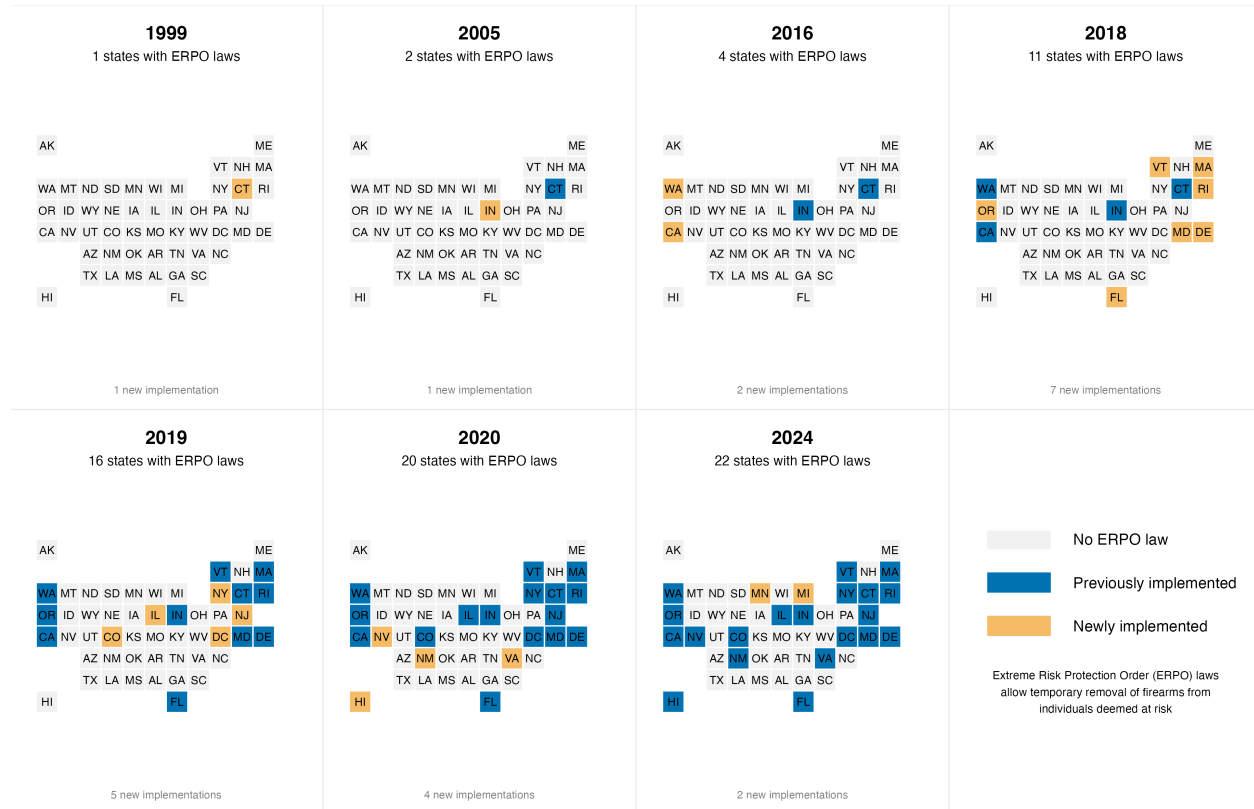 1999
1 states with ERPO laws
AK ME
VT NH MA
WA MT ND SD MN WI MI NY CT RI
OR ID WY NE IA IL IN OH PA NJ
CA NV UT CO KS MO KY WV DC MD DE
AZ NM OK AR TN VA NC
TX LA MS AL GA SC
HI FL
1 new implementation
2005
2 states with ERPO laws
AK ME
VT NH MA
WA MT ND SD MN WI MI NY CT RI
OR ID WY NE IA IL IN OH PA NJ
CA NV UT CO KS MO KY WV DC MD DE
AZ NM OK AR TN VA NC
TX LA MS AL GA SC
HI FL
1 new implementation
2016
4 states with ERPO laws
AK ME
VT NH MA
WA MT ND SD MN WI MI NY CT RI
OR ID WY NE IA IL IN OH PA NJ
CA NV UT CO KS MO KY WV DC MD DE
AZ NM OK AR TN VA NC
TX LA MS AL GA SC
HI FL
2 new implementations
2018
11 states with ERPO laws
AK ME
VT NH MA
WA MT ND SD MN WI MI NY CT RI
OR ID WY NE IA IL IN OH PA NJ
CA NV UT CO KS MO KY WV DC MD DE
AZ NM OK AR TN VA NC
TX LA MS AL GA SC
HI FL
7 new implementations
2019
16 states with ERPO laws
AK ME
VT NH MA
WA MT ND SD MN WI MI NY CT RI
OR ID WY NE IA IL IN OH PA NJ
CA NV UT CO KS MO KY WV DC MD DE
AZ NM OK AR TN VA NC
TX LA MS AL GA SC
HI FL
5 new implementations
2020
20 states with ERPO laws
AK ME
VT NH MA
WA MT ND SD MN WI MI NY CT RI
OR ID WY NE IA IL IN OH PA NJ
CA NV UT CO KS MO KY WV DC MD DE
AZ NM OK AR TN VA NC
TX LA MS AL GA SC
HI FL
4 new implementations
2024
22 states with ERPO laws
AK ME
VT NH MA
WA MT ND SD MN WI MI NY CT RI
OR ID WY NE IA IL IN OH PA NJ
CA NV UT CO KS MO KY WV DC MD DE
AZ NM OK AR TN VA NC
TX LA MS AL GA SC
HI FL
2 new implementations
No ERPO law
Previously implemented
Newly implemented
Extreme Risk Protection Order (ERPO) laws
allow temporary removal of firearms from
individuals deemed at risk